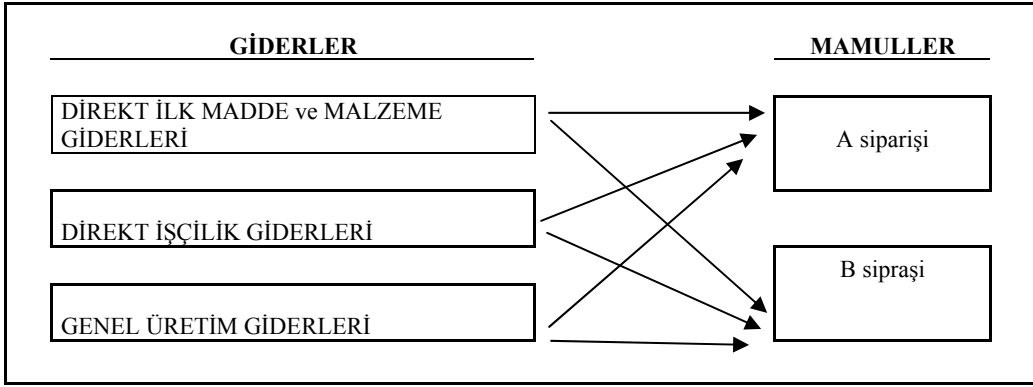 GİDERLER
MAMULLER
DİREKT İLK MADDE ve MALZEME
GİDERLERİ
A siparişi
DİREKT İŞÇİLİK GİDERLERİ
B sipraşi
GENEL ÜRETİM GİDERLERİ